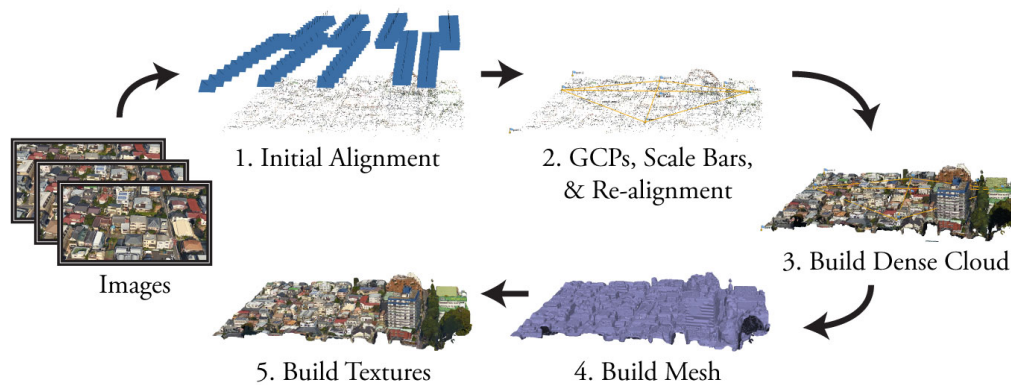 1. Initial Alignment
2. GCPs, Scale Bars,
& Re-alignment
3. Build Dense Cloud
4. Build Mesh
5. Build Textures
Images